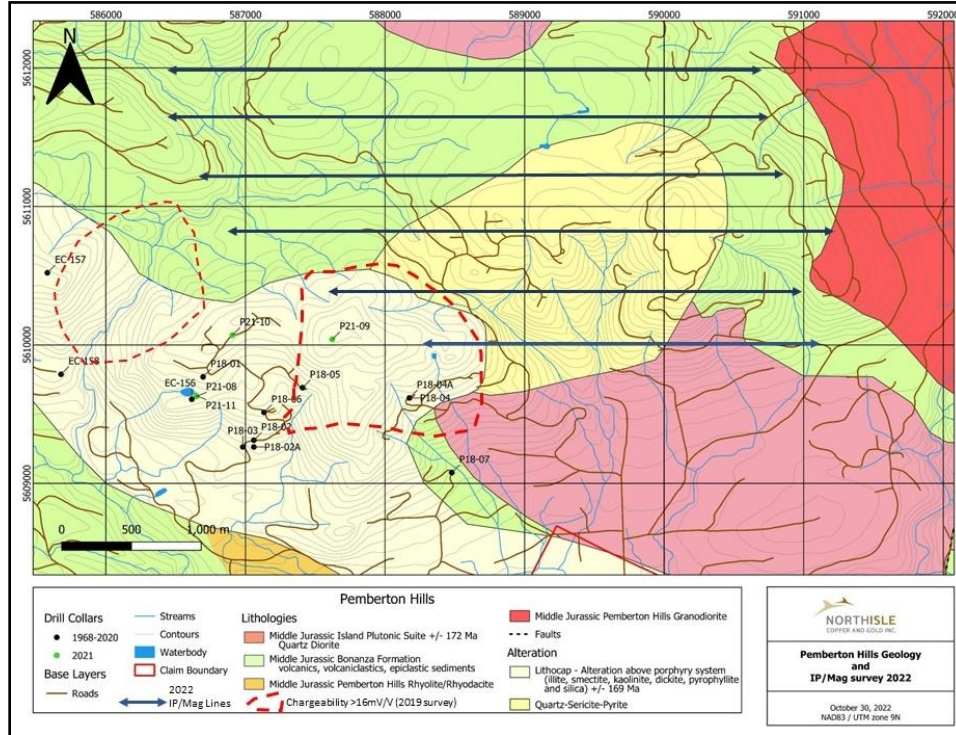 586000 587000 588000 589000 590000 591000 592000
N
5612000
5611000
5610000
5609000
EC-157
P21-10
P21-09
EC-158
P18-01
EC-156
P21-08
P18-05
P21-11
P18-06
P18-04A
P18-04
P18-03
P18-02
P18-02A
P18-07
0 500 1,000 m
Pemberton Hills
Drill Collars
1968-2020
2021
Base Layers
Roads
Streams
Contours
Waterbody
Claim Boundary
2022
IP/Mag Lines
Lithologies
Middle Jurassic Island Plutonic Suite +/- 172 Ma
Quartz Diorite
Middle Jurassic Bonanza Formation
volcanics, volcaniclastics, epiclastic sediments
Middle Jurassic Pemberton Hills Rhyolite/Rhyodacite
Chargeability >16mV/V (2019 survey)
Middle Jurassic Pemberton Hills Granodiorite
Faults
Alteration
Lithocap - Alteration above porphyry system
(illite, smectite, kaolinite, dickite, pyrophyllite
and silica) +/- 169 Ma
Quartz-Sericite-Pyrite
NORTHISLE
COPPER AND GOLD INC.
Pemberton Hills Geology
and
IP/Mag survey 2022
October 30, 2022
NAD83 / UTM zone 9N